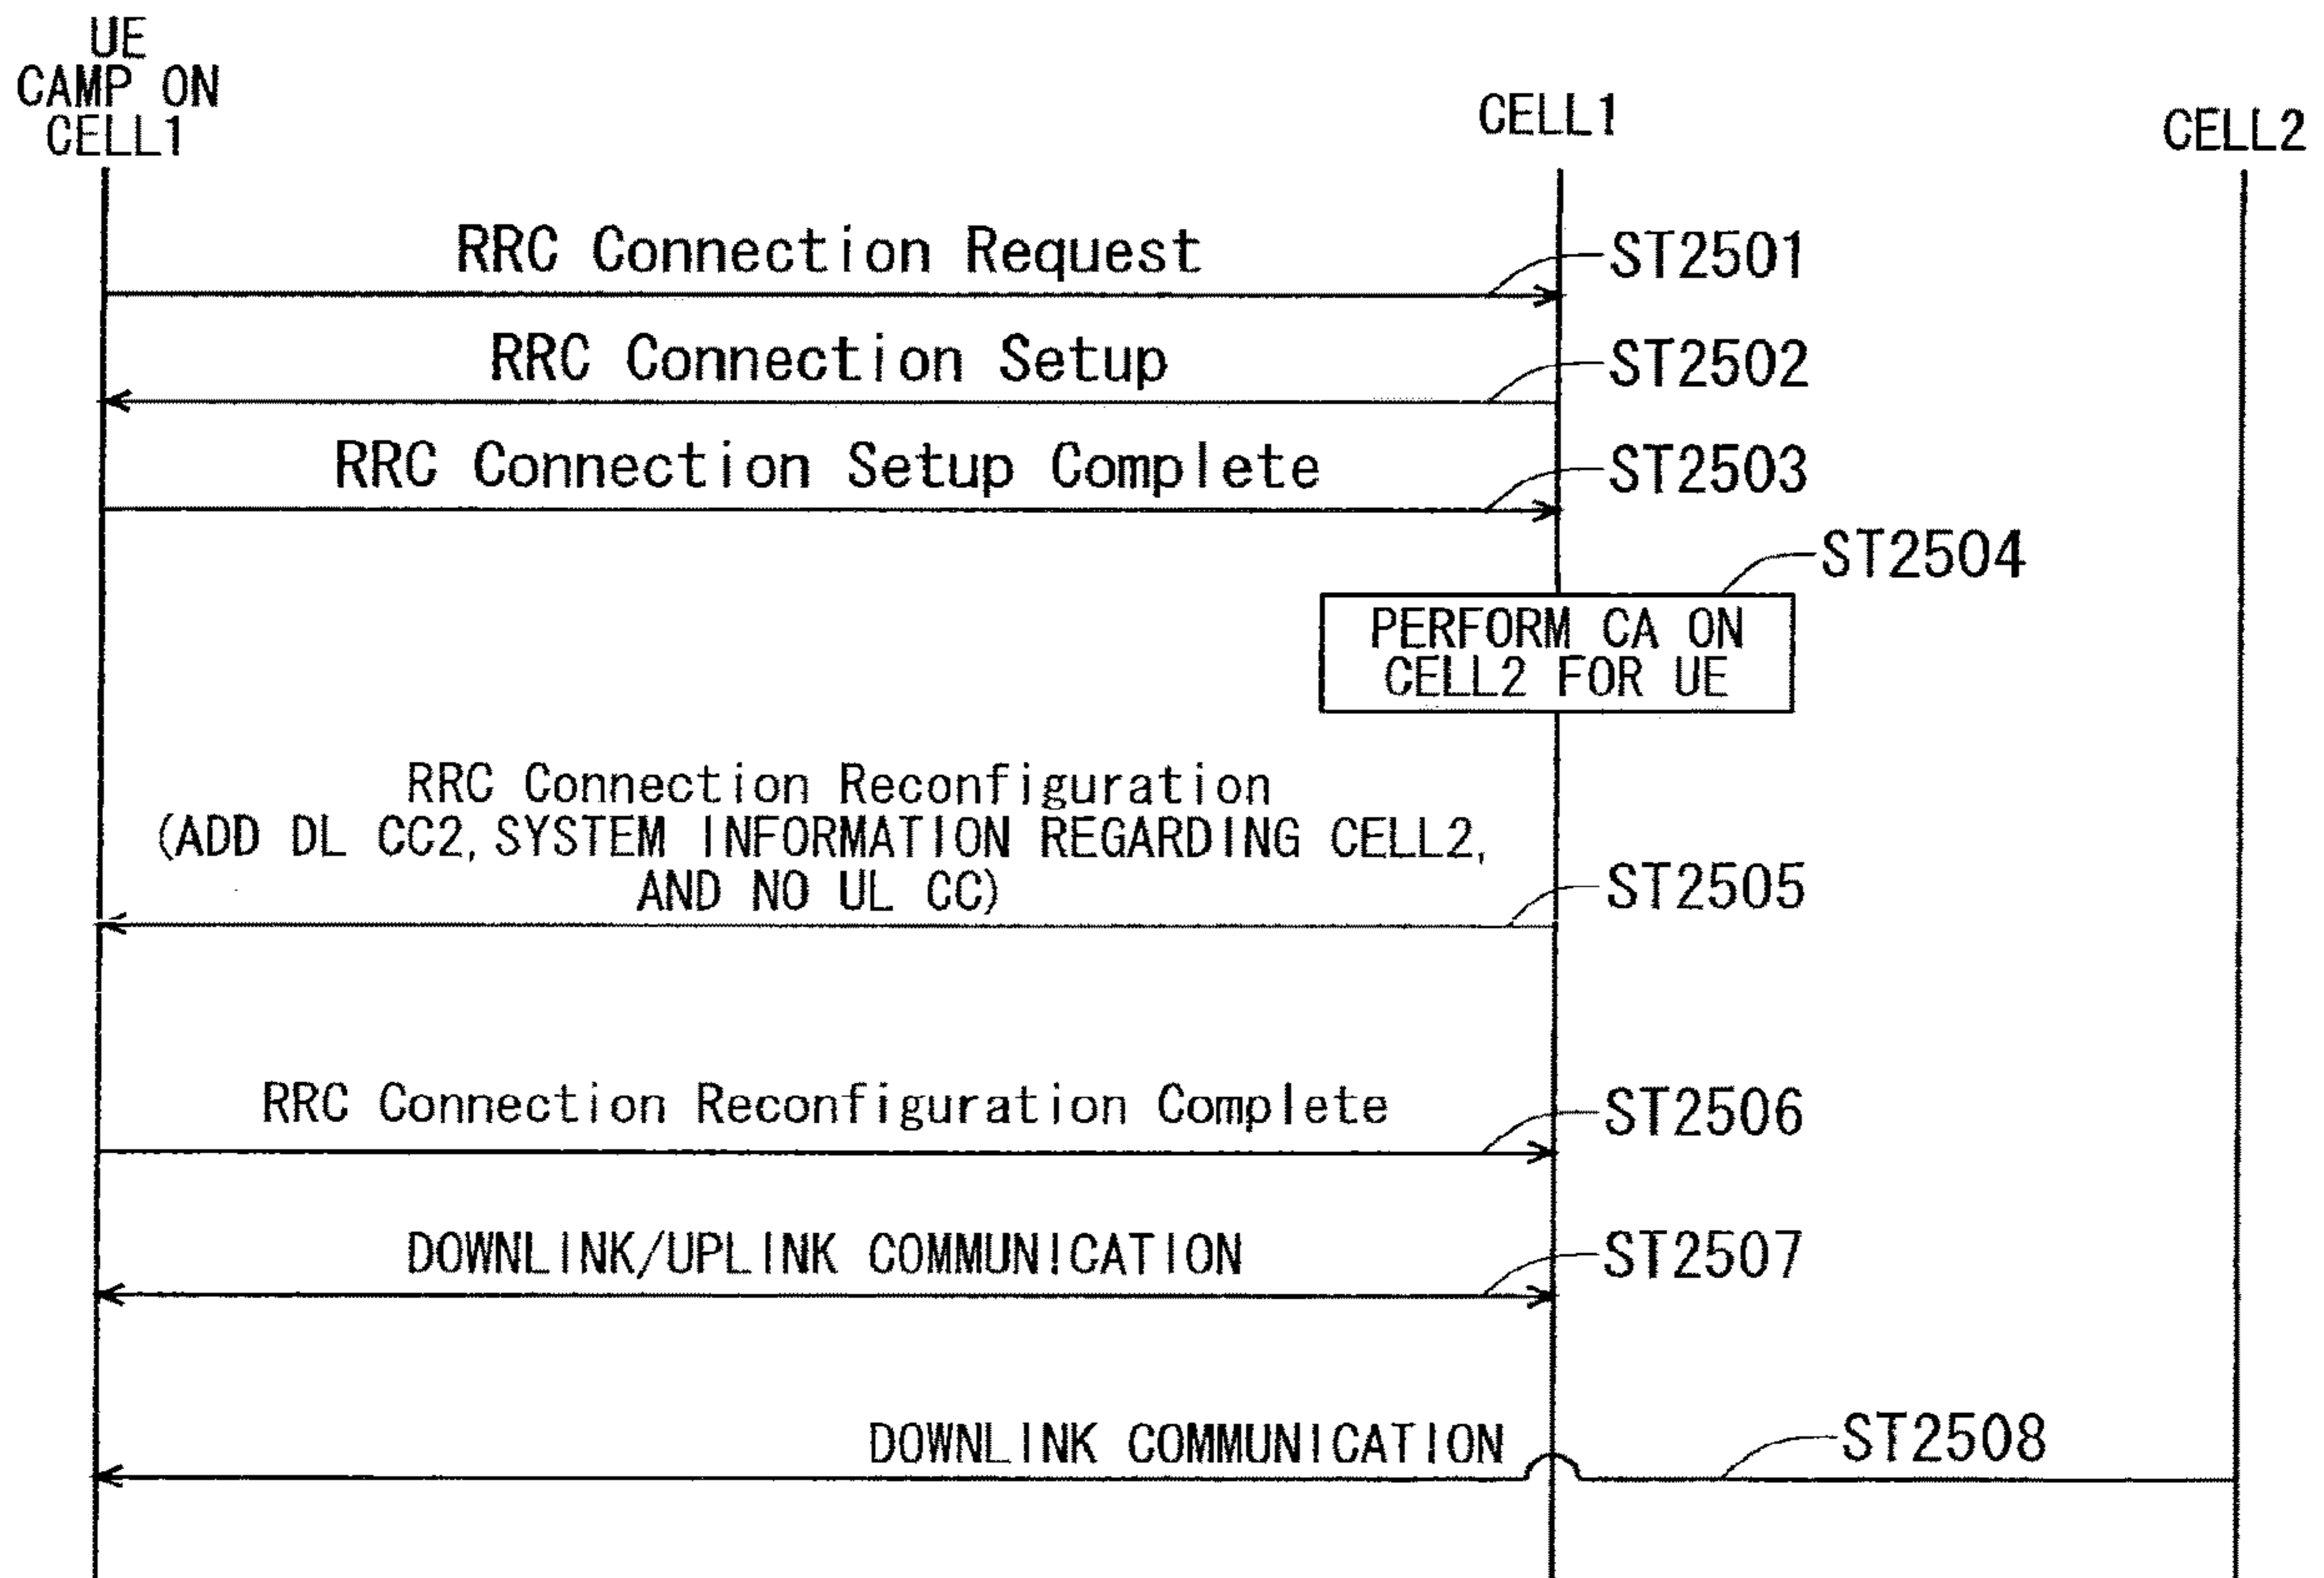 UE
CAMP ON
CELL1
CELL1
CELL2
RRC Connection Request
ST2501
RRC Connection Setup
ST2502
RRC Connection Setup Complete
ST2503
ST2504
PERFORM CA ON
CELL2 FOR UE
RRC Connection Reconfiguration
(ADD DL CC2, SYSTEM INFORMATION REGARDING CELL2,
AND NO UL CC)
ST2505
RRC Connection Reconfiguration Complete
ST2506
DOWNLINK/UPLINK COMMUNICATION
ST2507
DOWNLINK COMMUNICATION
ST2508